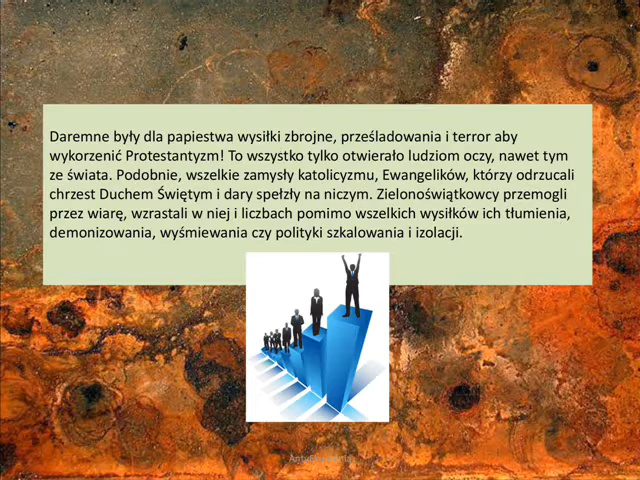 Daremne były dla papiestwa wysiłki zbrojne, prześladowania i terror aby
wykorzenić Protestantyzm! To wszystko tylko otwierało ludziom oczy, nawet tym
ze świata. Podobnie, wszelkie zamysły katolicyzmu, Ewangelików, którzy odrzucali
chrzest Duchem Świętym i dary spełzły na niczym. Zielonoświątkowcy przemogli
przez wiarę, wzrastali w niej i liczbach pomimo wszelkich wysiłków ich tłumienia,
demonizowania, wyśmiewania czy polityki szkalowania i izolacji.